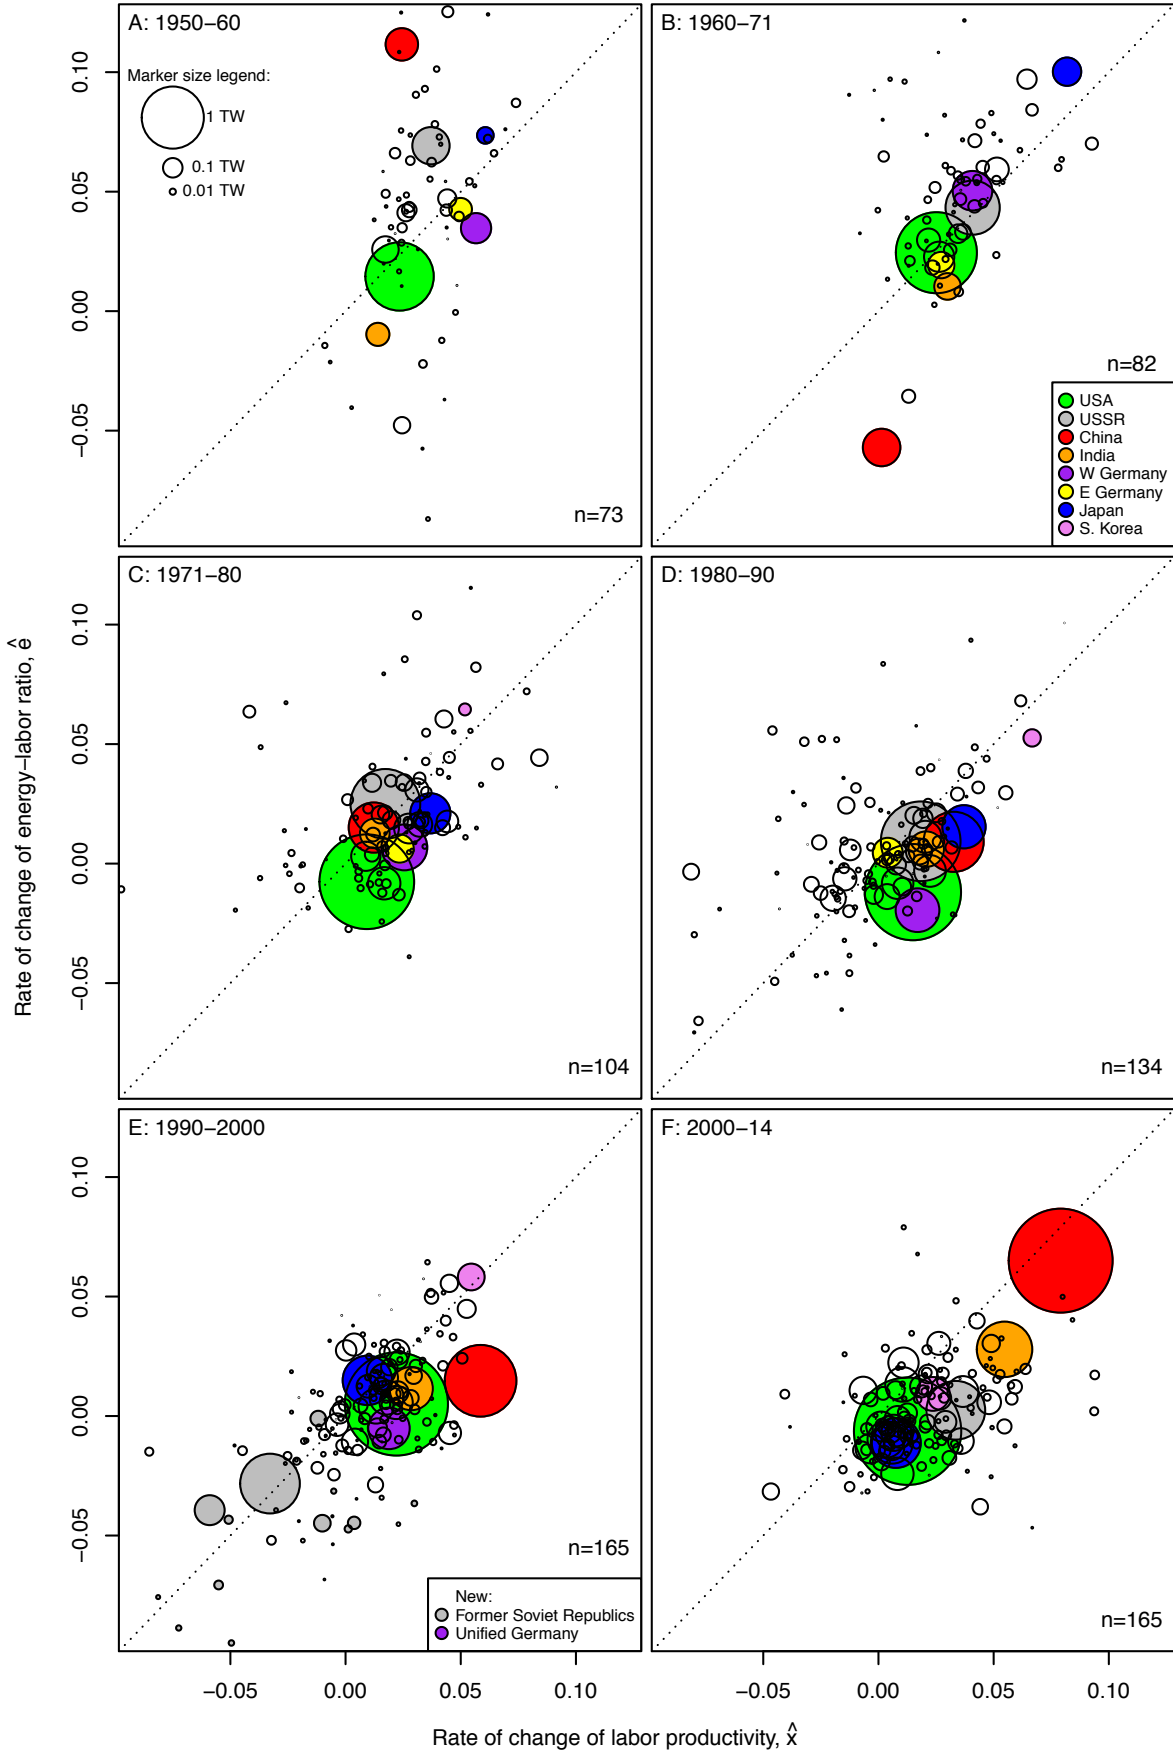 A: 1950−60
Marker size legend:
1 TW
0.1 TW
0.01 TW
n=73
0.10
0.05
0.00
−0.05
B: 1960−71
n=82
USA
USSR
China
India
W Germany
E Germany
Japan
S. Korea
C: 1971−80
n=104
0.10
0.05
0.00
−0.05
D: 1980−90
n=134
Rate of change of energy−labor ratio, ê
E: 1990−2000
n=165
New:
Former Soviet Republics
Unified Germany
0.10
0.05
0.00
−0.05
F: 2000−14
n=165
−0.05 0.00 0.05 0.10
−0.05 0.00 0.05 0.10
Rate of change of labor productivity, x̂